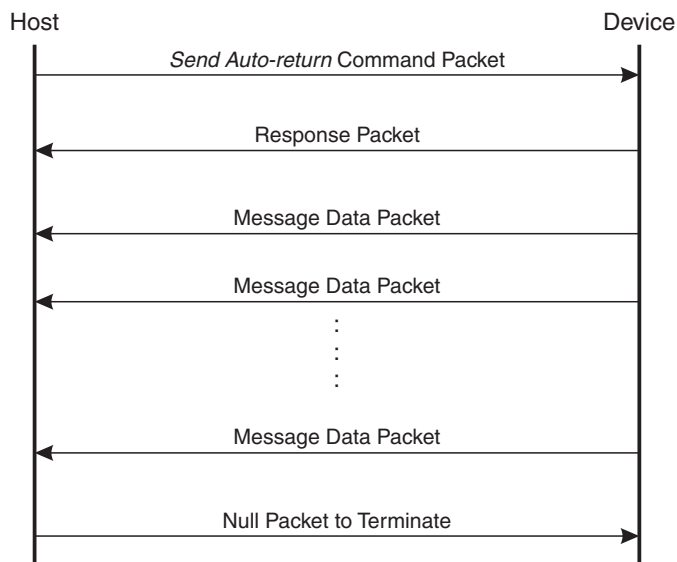 Host
Device
Send Auto-return Command Packet
Response Packet
Message Data Packet
Message Data Packet
Message Data Packet
Null Packet to Terminate